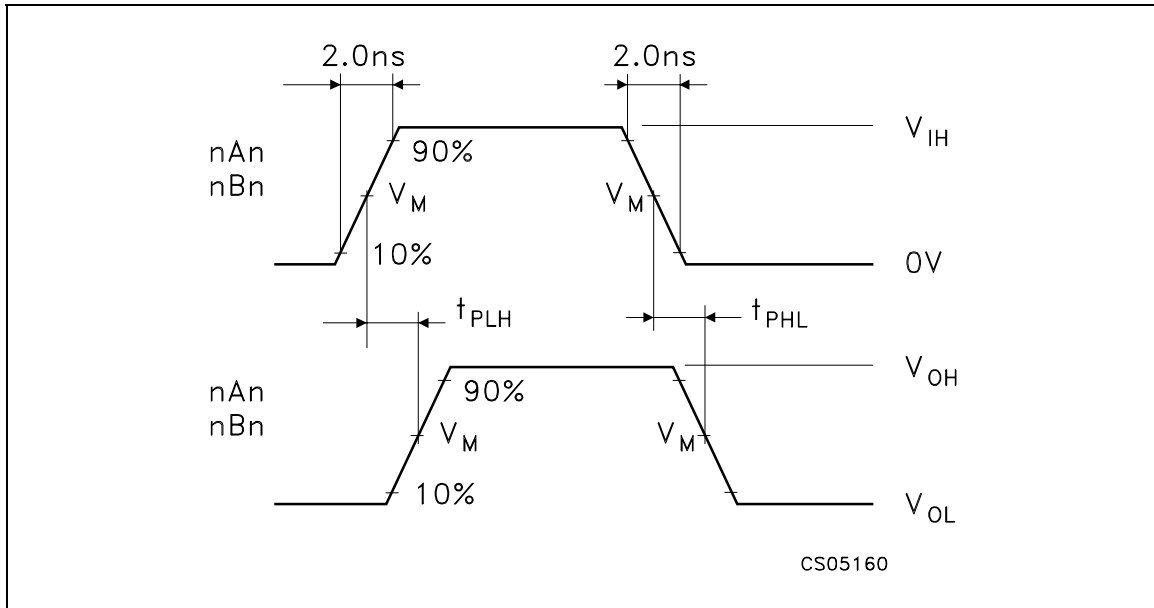 2.0ns 2.0ns
V_IH
nAn
nBn
90%
V_M V_M
10%
0V
t_PLH t_PHL
V_OH
nAn
nBn
90%
V_M V_M
10%
V_OL
CS05160